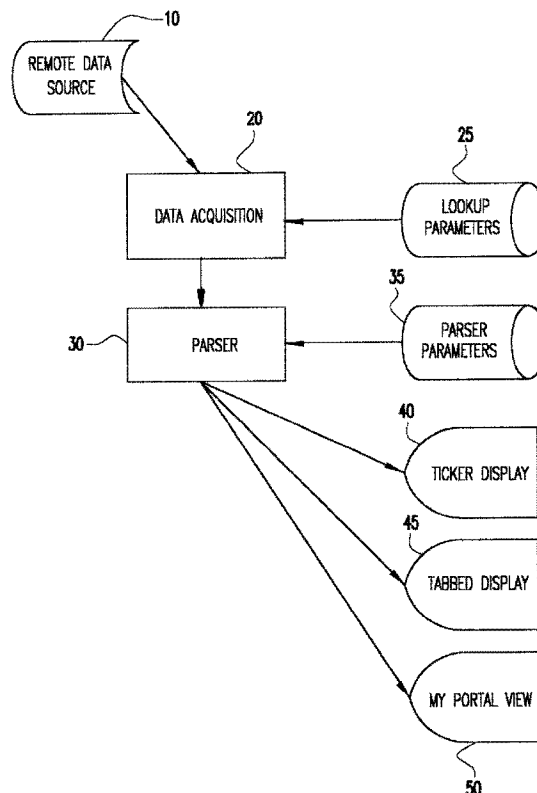 10
REMOTE DATA
SOURCE
20
25
DATA ACQUISITION
LOOKUP
PARAMETERS
35
30
PARSER
PARSER
PARAMETERS
40
TICKER DISPLAY
45
TABBED DISPLAY
MY PORTAL VIEW
50